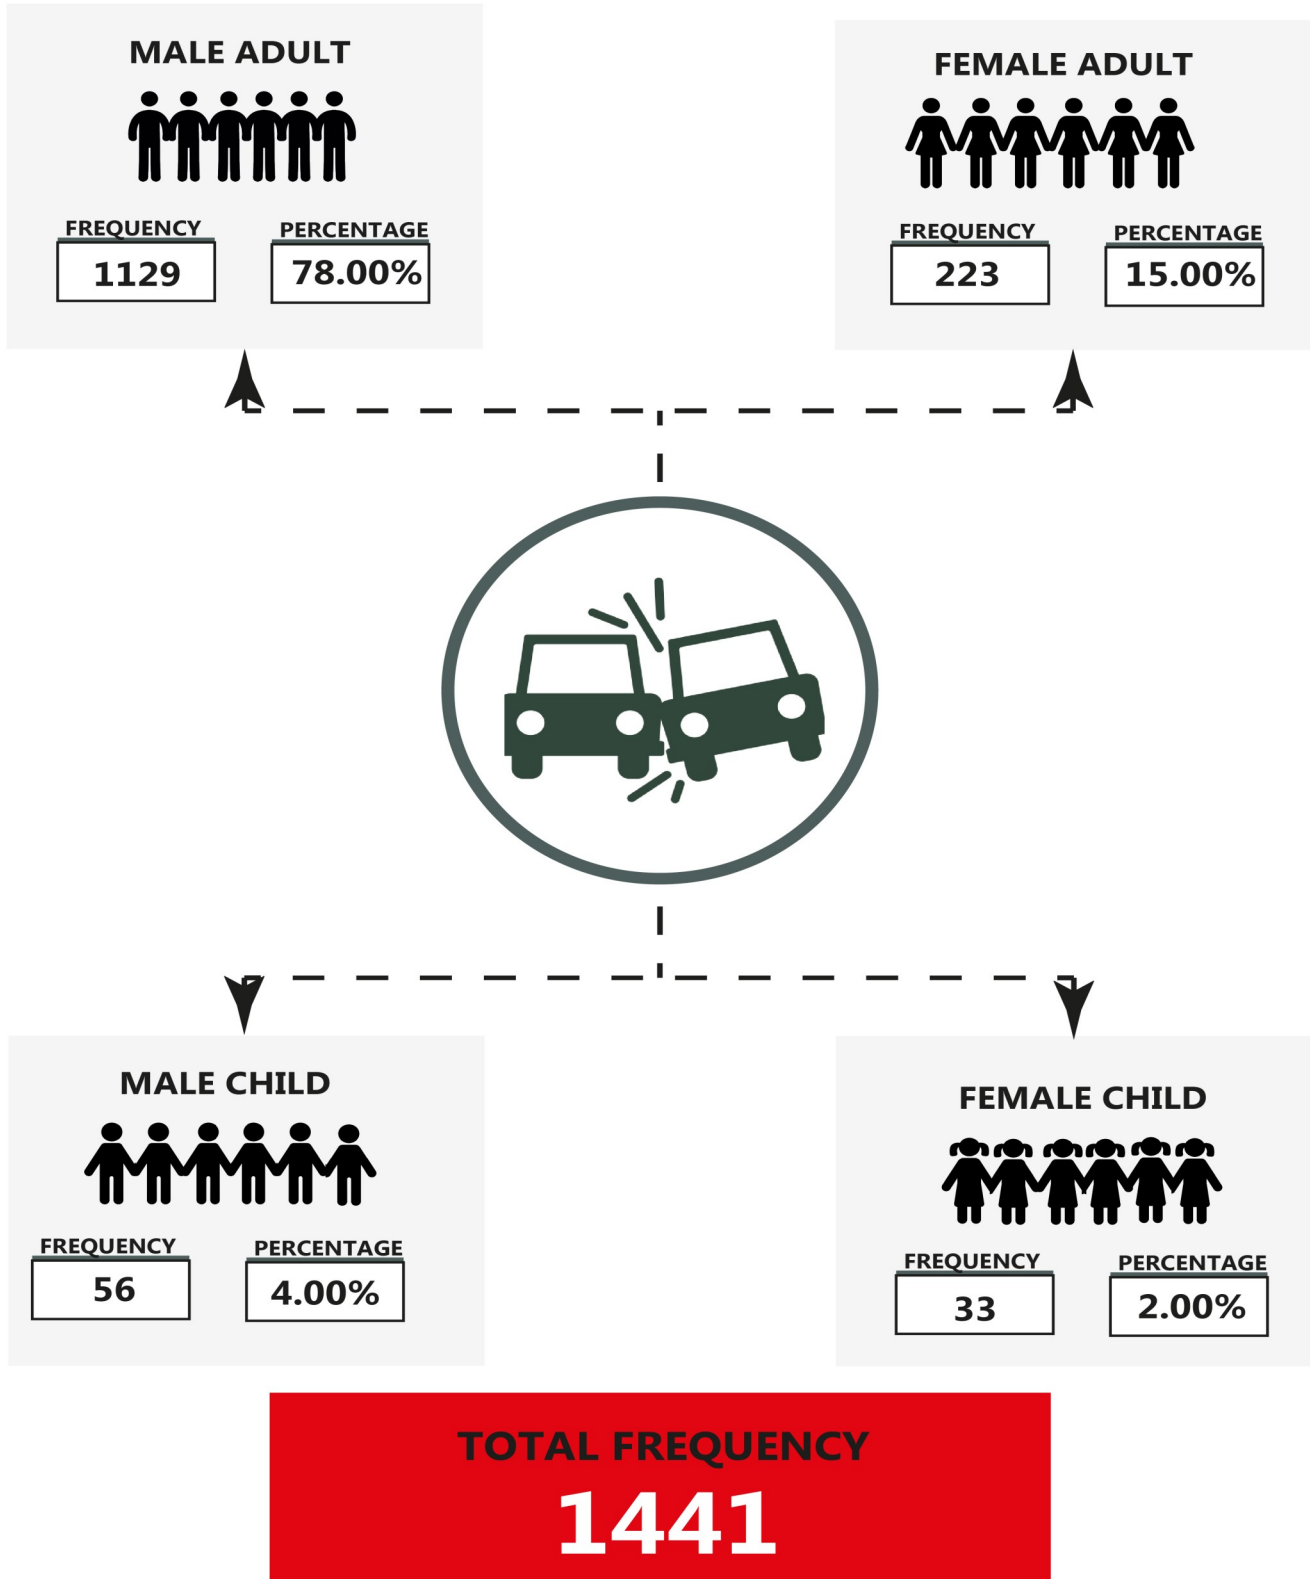 MALE ADULT
FREQUENCY PERCENTAGE
1129 78.00%
FEMALE ADULT
FREQUENCY PERCENTAGE
223 15.00%
MALE CHILD
FREQUENCY PERCENTAGE
56 4.00%
FEMALE CHILD
FREQUENCY PERCENTAGE
33 2.00%
TOTAL FREQUENCY
1441